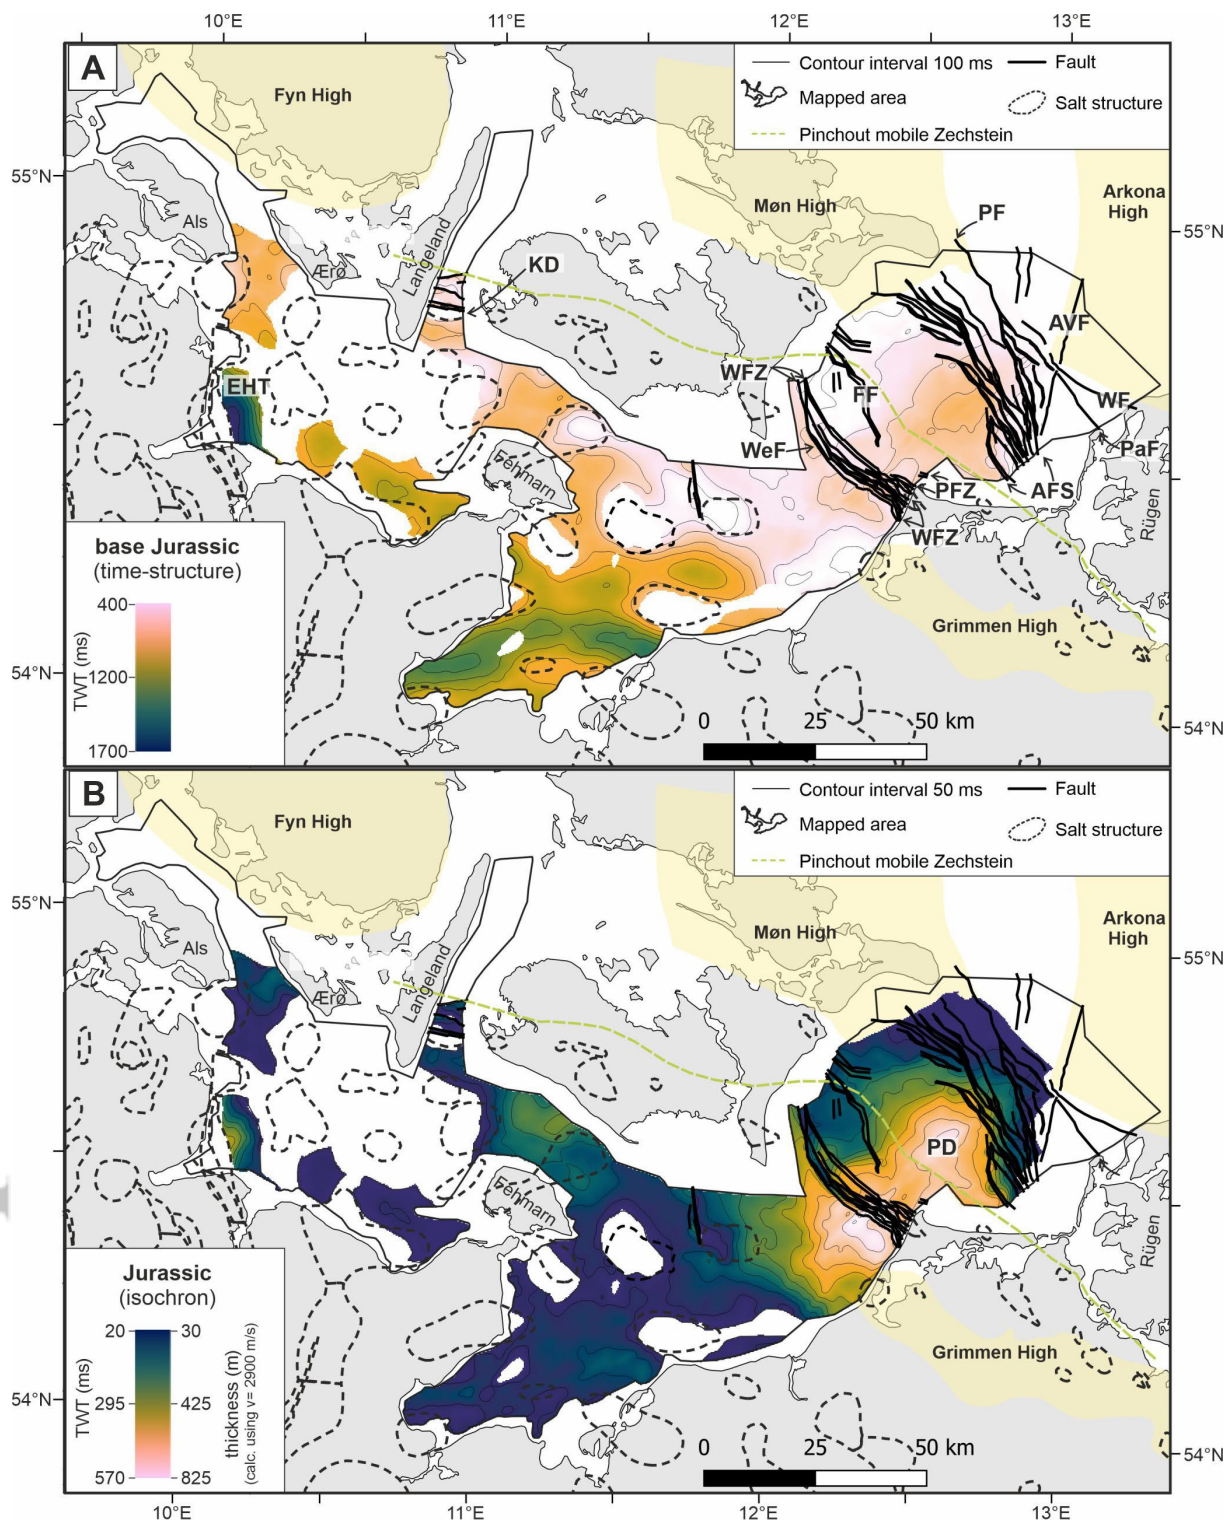 10°E
11°E
12°E
13°E
A
Contour interval 100 ms
Fault
Mapped area
Salt structure
Pinchout mobile Zechstein
Fyn High
55°N
Als
Ærø
Langeland
KD
Møn High
PF
Arkona
High
55°N
EHT
WFZ
FF
AVF
WF
WeF
PaF
Fehmarn
PFZ
AFS
WFZ
Rügen
base Jurassic
(time-structure)
400
1200
1700
TWT (ms)
Grimmen High
54°N
0
25
50 km
54°N
B
Contour interval 50 ms
Fault
Mapped area
Salt structure
Pinchout mobile Zechstein
Fyn High
55°N
Als
Ærø
Langeland
Møn High
Arkona
High
55°N
PD
Fehmarn
Rügen
Jurassic
(isochron)
20
30
295
425
570
825
TWT (ms)
thickness (m)
(calc. using v= 2900 m/s)
Grimmen High
54°N
0
25
50 km
54°N
10°E
11°E
12°E
13°E